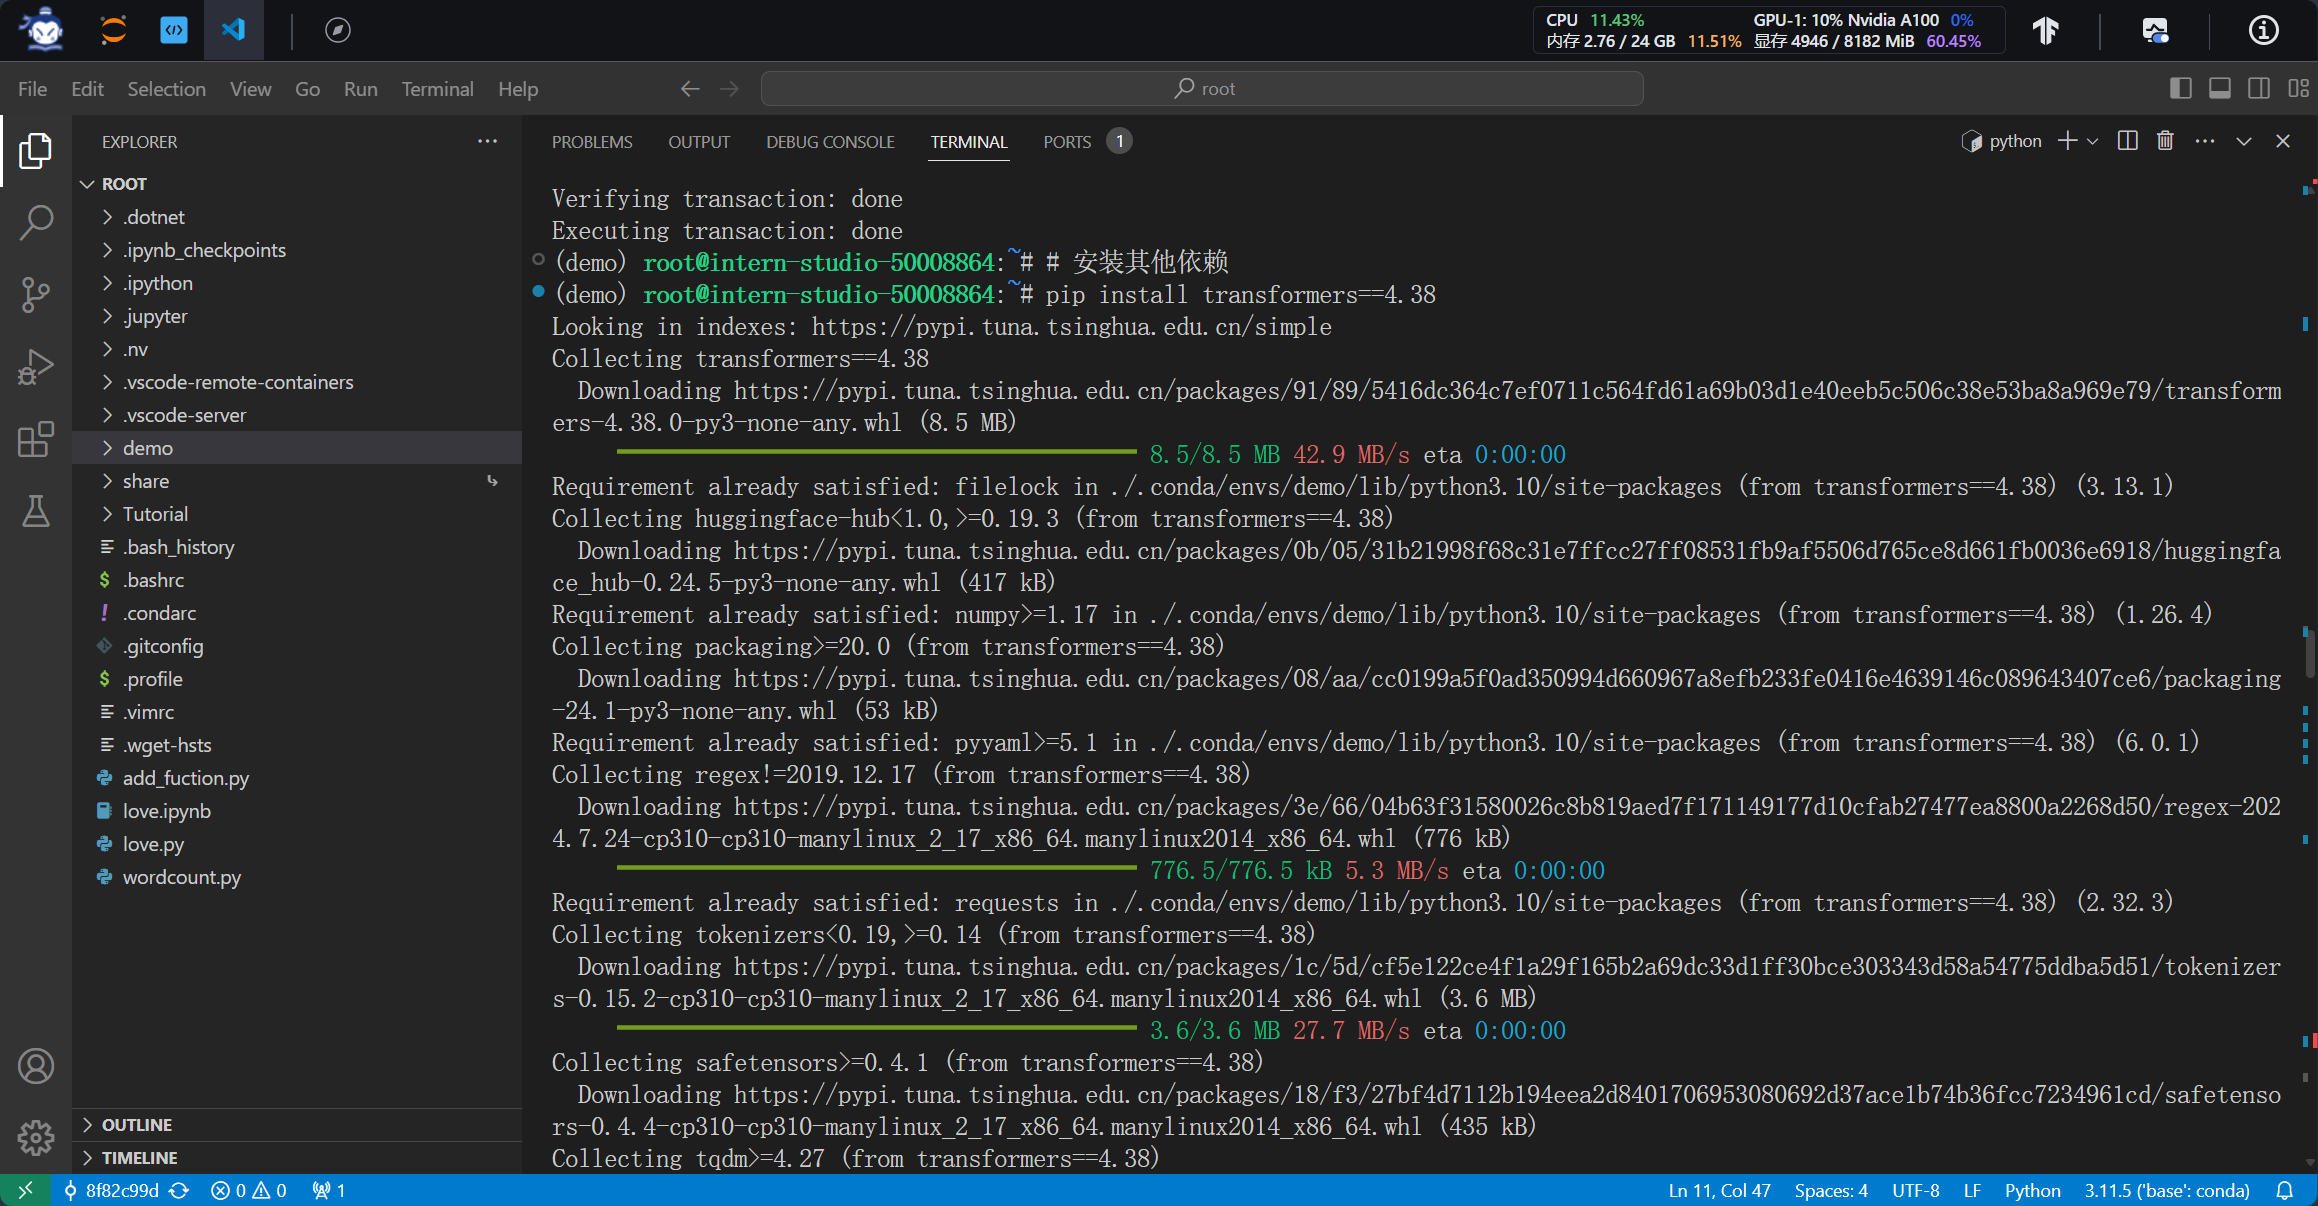 CPU 11.43% GPU-1: 10% Nvidia A100 0%
内存 2.76 / 24 GB 11.51% 显存 4946 / 8182 MiB 60.45%
File Edit Selection View Go Run Terminal Help
root
EXPLORER
ROOT
.dotnet
.ipynb_checkpoints
.ipython
.jupyter
.nv
.vscode-remote-containers
.vscode-server
demo
share
Tutorial
.bash_history
.bashrc
.condarc
.gitconfig
.profile
.vimrc
.wget-hsts
add_fuction.py
love.ipynb
love.py
wordcount.py
OUTLINE
TIMELINE
PROBLEMS OUTPUT DEBUG CONSOLE TERMINAL PORTS 1
python
Verifying transaction: done
Executing transaction: done
(demo) root@intern-studio-50008864:~# # 安装其他依赖
(demo) root@intern-studio-50008864:~# pip install transformers==4.38
Looking in indexes: https://pypi.tuna.tsinghua.edu.cn/simple
Collecting transformers==4.38
Downloading https://pypi.tuna.tsinghua.edu.cn/packages/91/89/5416dc364c7ef0711c564fd61a69b03d1e40eeb5c506c38e53ba8a969e79/transform
ers-4.38.0-py3-none-any.whl (8.5 MB)
8.5/8.5 MB 42.9 MB/s eta 0:00:00
Requirement already satisfied: filelock in ./.conda/envs/demo/lib/python3.10/site-packages (from transformers==4.38) (3.13.1)
Collecting huggingface-hub<1.0,>=0.19.3 (from transformers==4.38)
Downloading https://pypi.tuna.tsinghua.edu.cn/packages/0b/05/31b21998f68c31e7ffcc27ff08531fb9af5506d765ce8d661fb0036e6918/huggingfa
ce_hub-0.24.5-py3-none-any.whl (417 kB)
Requirement already satisfied: numpy>=1.17 in ./.conda/envs/demo/lib/python3.10/site-packages (from transformers==4.38) (1.26.4)
Collecting packaging>=20.0 (from transformers==4.38)
Downloading https://pypi.tuna.tsinghua.edu.cn/packages/08/aa/cc0199a5f0ad350994d660967a8efb233fe0416e4639146c089643407ce6/packaging
-24.1-py3-none-any.whl (53 kB)
Requirement already satisfied: pyyaml>=5.1 in ./.conda/envs/demo/lib/python3.10/site-packages (from transformers==4.38) (6.0.1)
Collecting regex!=2019.12.17 (from transformers==4.38)
Downloading https://pypi.tuna.tsinghua.edu.cn/packages/3e/66/04b63f31580026c8b819aed7f171149177d10cfab27477ea8800a2268d50/regex-202
4.7.24-cp310-cp310-manylinux_2_17_x86_64.manylinux2014_x86_64.whl (776 kB)
776.5/776.5 kB 5.3 MB/s eta 0:00:00
Requirement already satisfied: requests in ./.conda/envs/demo/lib/python3.10/site-packages (from transformers==4.38) (2.32.3)
Collecting tokenizers<0.19,>=0.14 (from transformers==4.38)
Downloading https://pypi.tuna.tsinghua.edu.cn/packages/1c/5d/cf5e122ce4f1a29f165b2a69dc33d1ff30bce303343d58a54775ddba5d51/tokenizer
s-0.15.2-cp310-cp310-manylinux_2_17_x86_64.manylinux2014_x86_64.whl (3.6 MB)
3.6/3.6 MB 27.7 MB/s eta 0:00:00
Collecting safetensors>=0.4.1 (from transformers==4.38)
Downloading https://pypi.tuna.tsinghua.edu.cn/packages/18/f3/27bf4d7112b194eea2d8401706953080692d37ace1b74b36fcc7234961cd/safetenso
rs-0.4.4-cp310-cp310-manylinux_2_17_x86_64.manylinux2014_x86_64.whl (435 kB)
Collecting tqdm>=4.27 (from transformers==4.38)
8f82c99d 0 0 1 Ln 11, Col 47 Spaces: 4 UTF-8 LF Python 3.11.5 ('base': conda)